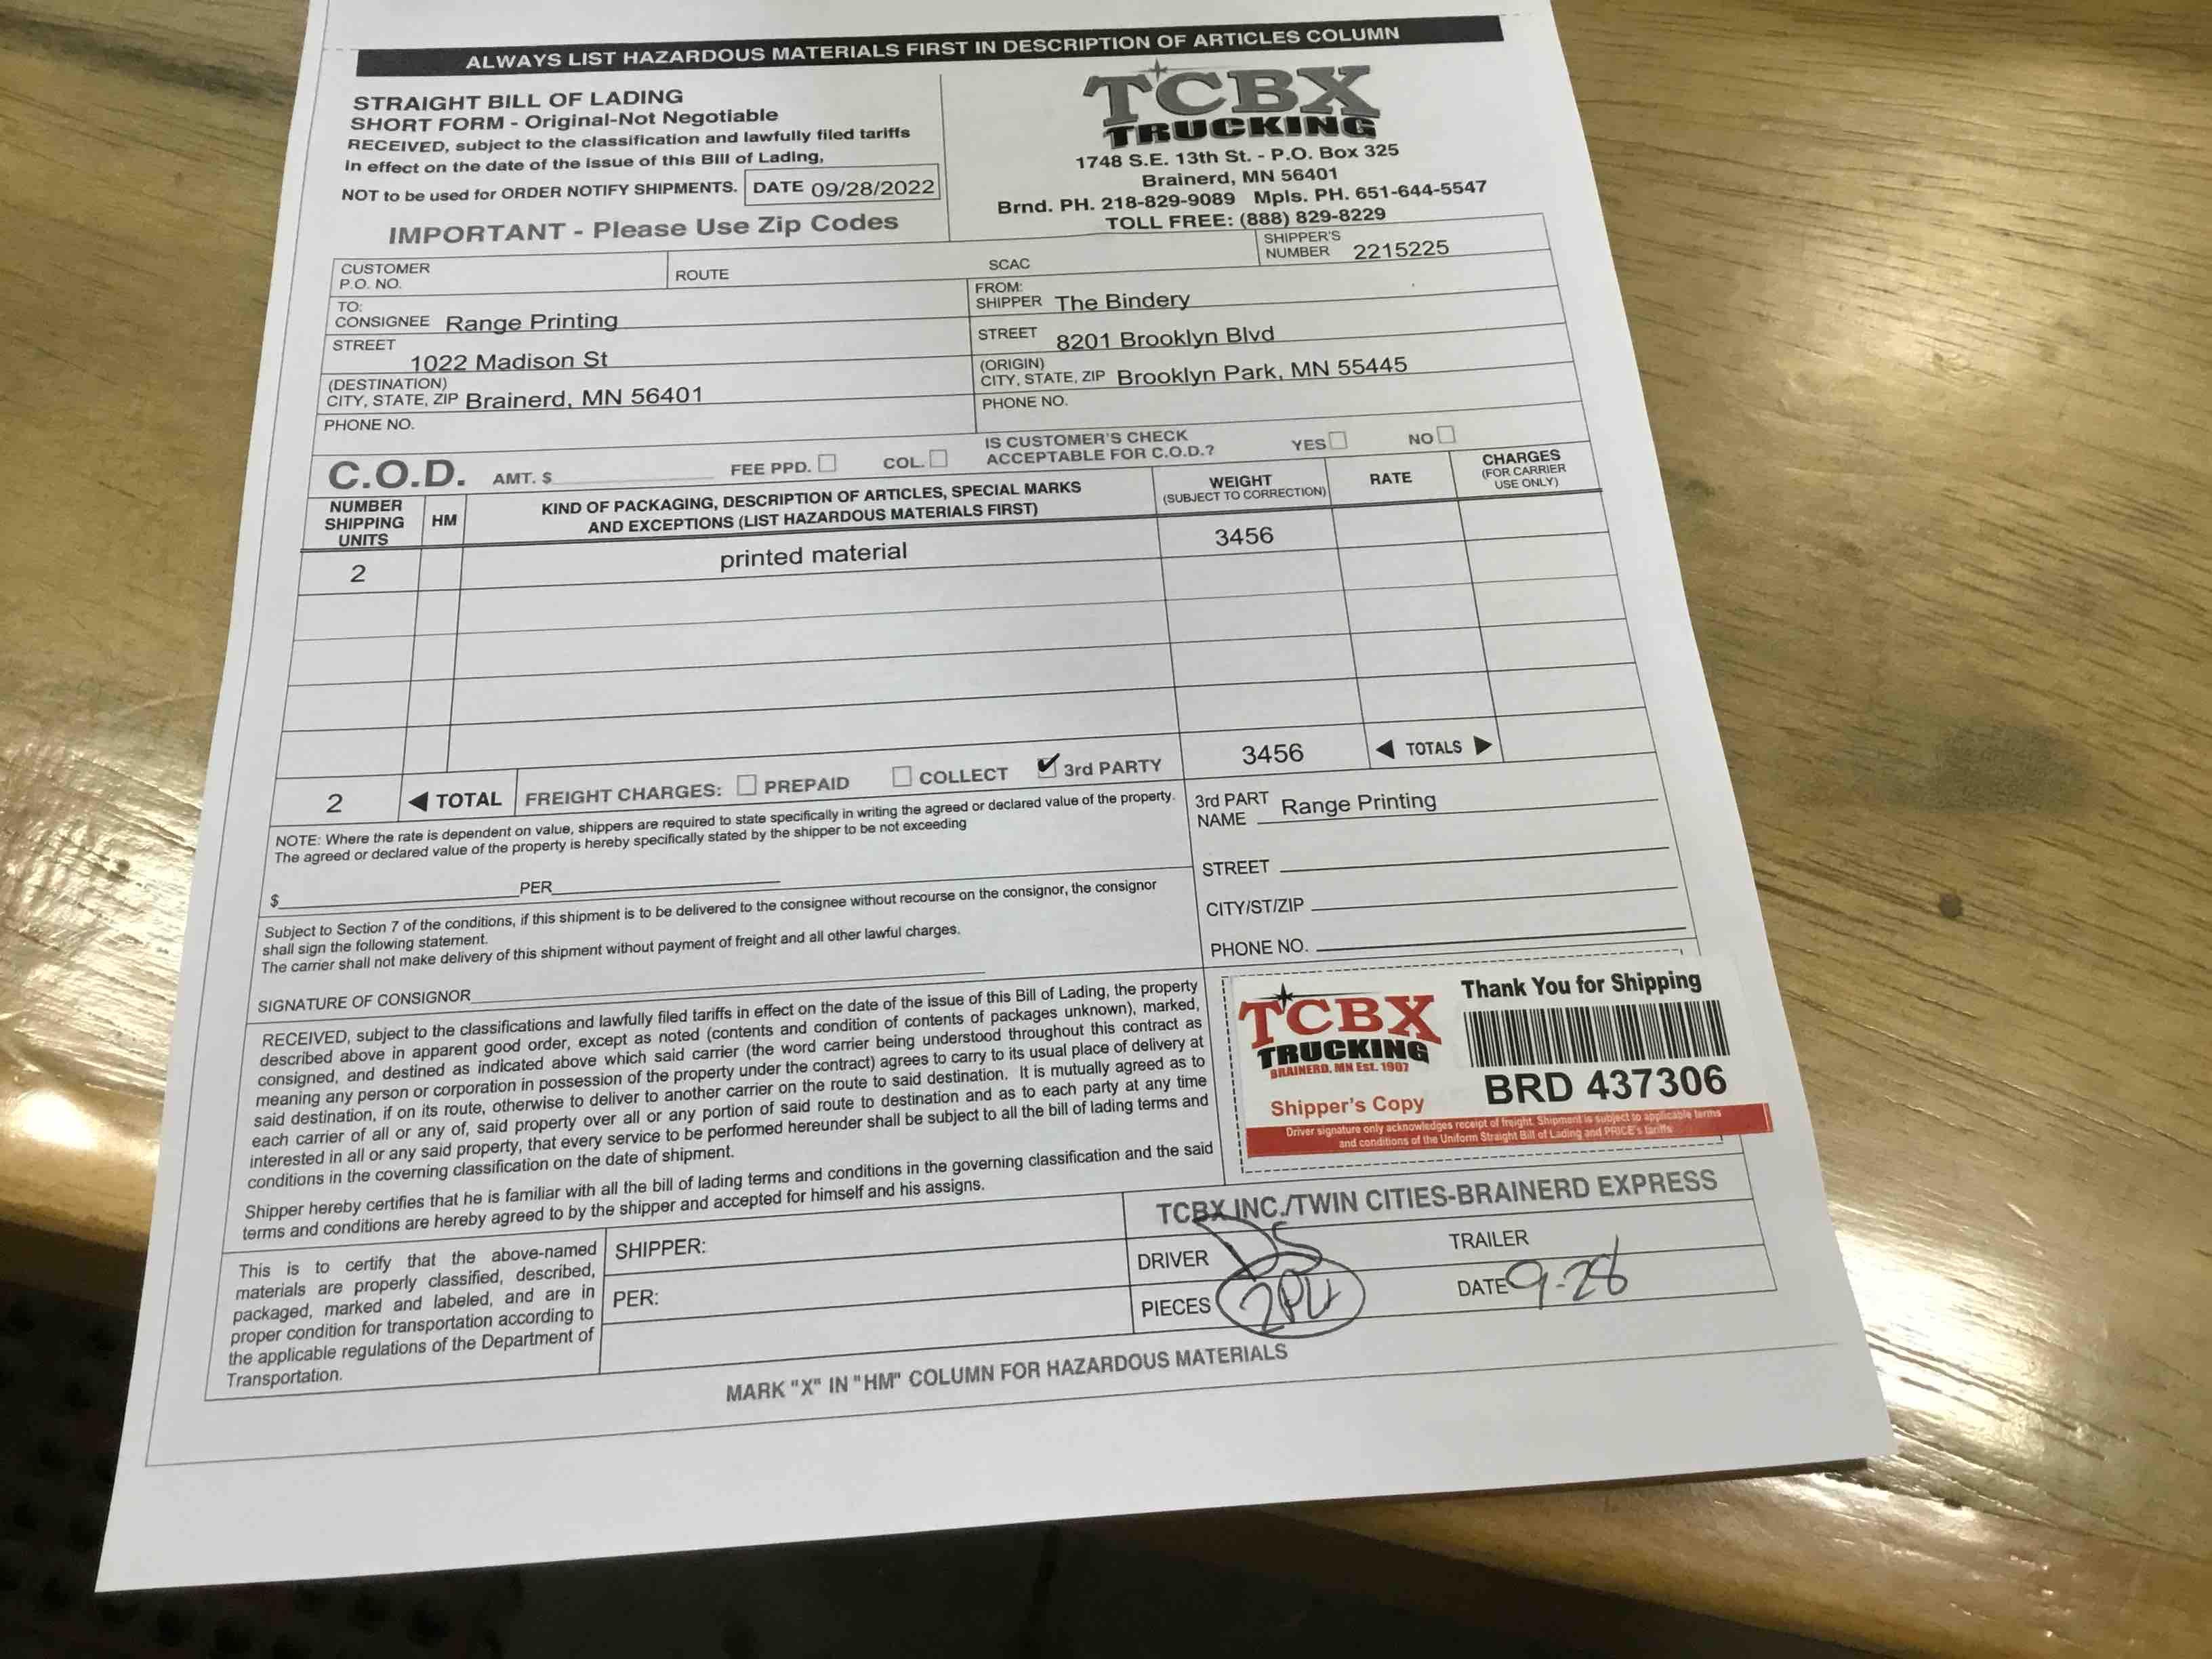 ALWAYS LIST HAZARDOUS MATERIALS FIRST IN DESCRIPTION OF ARTICLES COLUMN
STRAIGHT BILL OF LADING
SHORT FORM - Original-Not Negotiable
RECEIVED, subject to the classification and lawfully filed tariffs
in effect on the date of the issue of this Bill of Lading,
NOT to be used for ORDER NOTIFY SHIPMENTS. DATE 09/28/2022
IMPORTANT - Please Use Zip Codes
TCBX
TRUCKING
1748 S.E. 13th St. - P.O. Box 325
Brainerd, MN 56401
Brnd. PH. 218-829-9089 Mpls. PH. 651-644-5547
TOLL FREE: (888) 829-8229
CUSTOMER
P.O. NO.
ROUTE
SCAC
SHIPPER'S
NUMBER 2215225
TO:
CONSIGNEE Range Printing
STREET
1022 Madison St
(DESTINATION)
CITY, STATE, ZIP Brainerd, MN 56401
PHONE NO.
FROM:
SHIPPER The Bindery
STREET 8201 Brooklyn Blvd
(ORIGIN)
CITY, STATE, ZIP Brooklyn Park, MN 55445
PHONE NO.
C.O.D. AMT. $ FEE PPD. COL.
IS CUSTOMER'S CHECK
ACCEPTABLE FOR C.O.D.? YES NO
NUMBER
SHIPPING
UNITS
HM
KIND OF PACKAGING, DESCRIPTION OF ARTICLES, SPECIAL MARKS
AND EXCEPTIONS (LIST HAZARDOUS MATERIALS FIRST)
WEIGHT
(SUBJECT TO CORRECTION)
RATE
CHARGES
(FOR CARRIER
USE ONLY)
2 printed material 3456
2 ◀ TOTAL FREIGHT CHARGES: PREPAID COLLECT ✔ 3rd PARTY 3456 ◀ TOTALS ▶
NOTE: Where the rate is dependent on value, shippers are required to state specifically in writing the agreed or declared value of the property.
The agreed or declared value of the property is hereby specifically stated by the shipper to be not exceeding
$ PER
Subject to Section 7 of the conditions, if this shipment is to be delivered to the consignee without recourse on the consignor, the consignor
shall sign the following statement.
The carrier shall not make delivery of this shipment without payment of freight and all other lawful charges.
SIGNATURE OF CONSIGNOR
3rd PART
NAME Range Printing
STREET
CITY/ST/ZIP
PHONE NO.
RECEIVED, subject to the classifications and lawfully filed tariffs in effect on the date of the issue of this Bill of Lading, the property
described above in apparent good order, except as noted (contents and condition of contents of packages unknown), marked,
consigned, and destined as indicated above which said carrier (the word carrier being understood throughout this contract as
meaning any person or corporation in possession of the property under the contract) agrees to carry to its usual place of delivery at
said destination, if on its route, otherwise to deliver to another carrier on the route to said destination. It is mutually agreed as to
each carrier of all or any of, said property over all or any portion of said route to destination and as to each party at any time
interested in all or any said property, that every service to be performed hereunder shall be subject to all the bill of lading terms and
conditions in the covering classification on the date of shipment.
Shipper hereby certifies that he is familiar with all the bill of lading terms and conditions in the governing classification and the said
terms and conditions are hereby agreed to by the shipper and accepted for himself and his assigns.
TCBX
TRUCKING
BRAINERD, MN Est. 1907
Shipper's Copy
Thank You for Shipping
BRD 437306
Driver signature only acknowledges receipt of freight. Shipment is subject to applicable terms
and conditions of the Uniform Straight Bill of Lading and PRICE's tariffs
This is to certify that the above-named
materials are properly classified, described,
packaged, marked and labeled, and are in
proper condition for transportation according to
the applicable regulations of the Department of
Transportation.
SHIPPER:
PER:
TCBX INC./TWIN CITIES-BRAINERD EXPRESS
DRIVER DS TRAILER
PIECES DATE 9-28
MARK "X" IN "HM" COLUMN FOR HAZARDOUS MATERIALS